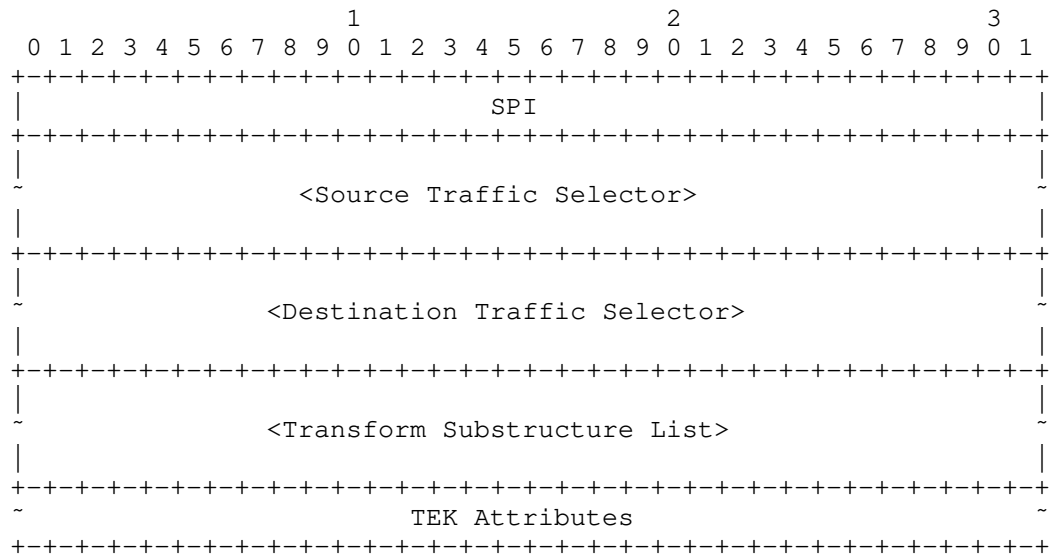 1                   2                   3
 0 1 2 3 4 5 6 7 8 9 0 1 2 3 4 5 6 7 8 9 0 1 2 3 4 5 6 7 8 9 0 1
+-+-+-+-+-+-+-+-+-+-+-+-+-+-+-+-+-+-+-+-+-+-+-+-+-+-+-+-+-+-+-+-+
|                              SPI                              |
+-+-+-+-+-+-+-+-+-+-+-+-+-+-+-+-+-+-+-+-+-+-+-+-+-+-+-+-+-+-+-+-+
|                                                               |
~                  <Source Traffic Selector>                    ~
|                                                               |
+-+-+-+-+-+-+-+-+-+-+-+-+-+-+-+-+-+-+-+-+-+-+-+-+-+-+-+-+-+-+-+-+
|                                                               |
~                <Destination Traffic Selector>                 ~
|                                                               |
+-+-+-+-+-+-+-+-+-+-+-+-+-+-+-+-+-+-+-+-+-+-+-+-+-+-+-+-+-+-+-+-+
|                                                               |
~                <Transform Substructure List>                  ~
|                                                               |
+-+-+-+-+-+-+-+-+-+-+-+-+-+-+-+-+-+-+-+-+-+-+-+-+-+-+-+-+-+-+-+-+
~                         TEK Attributes                        ~
+-+-+-+-+-+-+-+-+-+-+-+-+-+-+-+-+-+-+-+-+-+-+-+-+-+-+-+-+-+-+-+-+